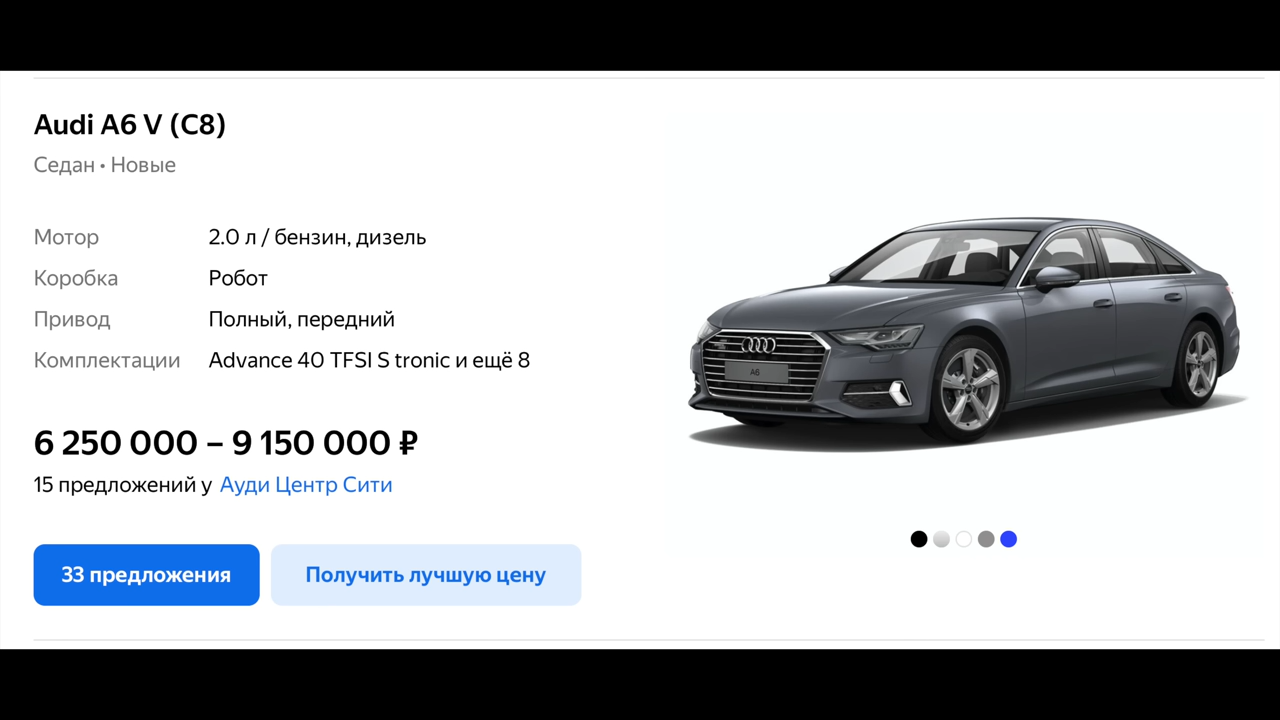 Audi A6 V (C8)
Седан • Новые
Мотор 2.0 л / бензин, дизель
Коробка Робот
Привод Полный, передний
Комплектации Advance 40 TFSI S tronic и ещё 8
6 250 000 – 9 150 000 ₽
15 предложений у Ауди Центр Сити
33 предложения Получить лучшую цену
A6